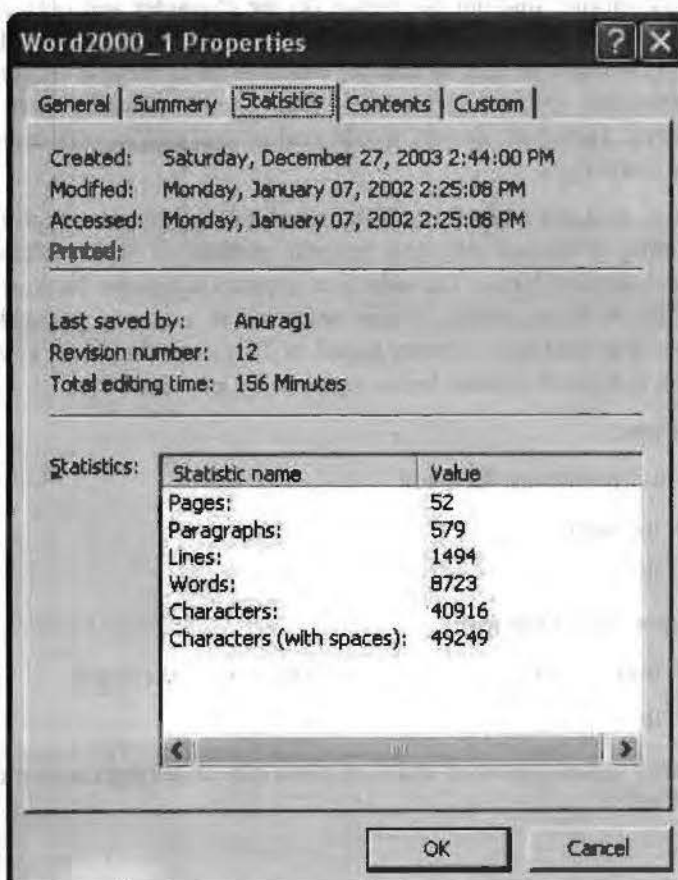 Word2000_1 Properties
General Summary Statistics Contents Custom
Created: Saturday, December 27, 2003 2:44:00 PM
Modified: Monday, January 07, 2002 2:25:08 PM
Accessed: Monday, January 07, 2002 2:25:08 PM
Printed:
Last saved by: Anurag1
Revision number: 12
Total editing time: 156 Minutes
Statistics: Statistic name Value
Pages: 52
Paragraphs: 579
Lines: 1494
Words: 8723
Characters: 40916
Characters (with spaces): 49249
OK Cancel